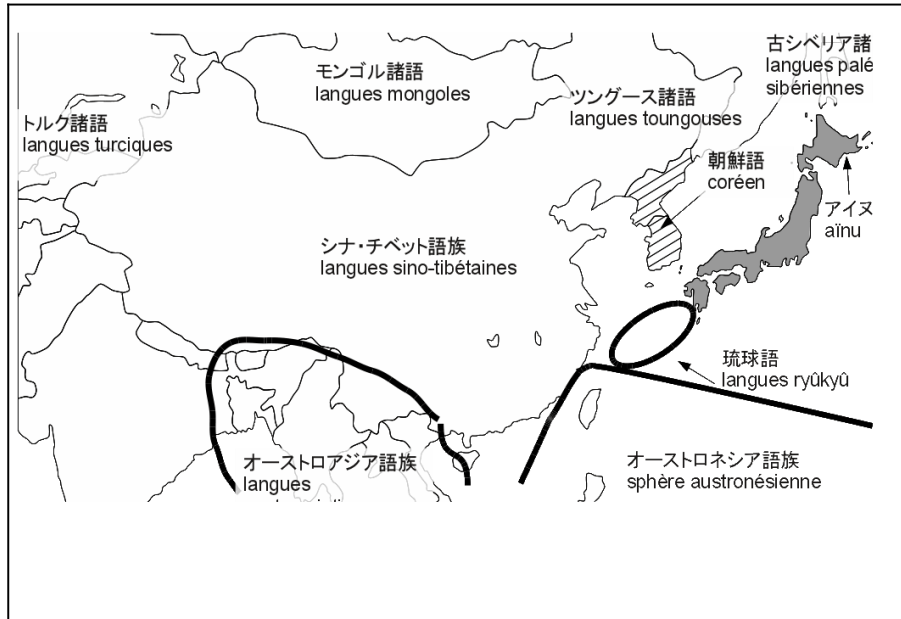 古シベリア諸
langues palé
sibériennes
モンゴル諸語
langues mongoles
ツングース諸語
langues toungouses
トルク諸語
langues turciques
朝鮮語
coréen
アイヌ
aïnu
シナ・チベット語族
langues sino-tibétaines
琉球語
langues ryûkyû
オーストロアジア語族
langues
オーストロネシア語族
sphère austronésienne